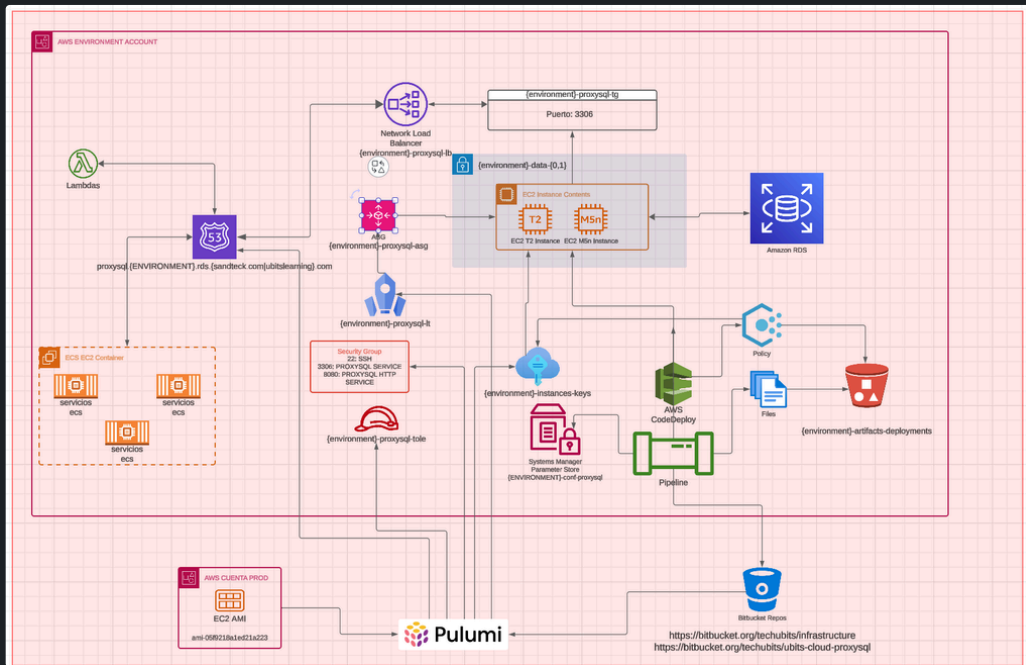 AWS ENVIRONMENT ACCOUNT
{environment}-proxysql-tg
Puerto: 3306
Network Load
Balancer
{environment}-proxysql-lb
Lambdas
{environment}-data-{0,1}
EC2 Instance Contents
T2
M5n
EC2 T2 Instance
EC2 M5n Instance
Amazon RDS
53
proxysql.{ENVIRONMENT}.rds.{sandteck.com|ubitslearning}.com
ASG
{environment}-proxysql-asg
{environment}-proxysql-lt
ECS EC2 Container
servicios
ecs
servicios
ecs
servicios
ecs
Security Group
22: SSH
3306: PROXYSQL SERVICE
8080: PROXYSQL HTTP
SERVICE
{environment}-proxysql-tole
{environment}-instances-keys
Policy
AWS
CodeDeploy
Files
{environment}-artifacts-deployments
Systems Manager
Parameter Store
{ENVIRONMENT}-conf-proxysql
Pipeline
AWS CUENTA PROD
EC2 AMI
ami-05f9218a1ed21a223
Pulumi
Bitbucket Repos
https://bitbucket.org/techubits/infrastructure
https://bitbucket.org/techubits/ubits-cloud-proxysql